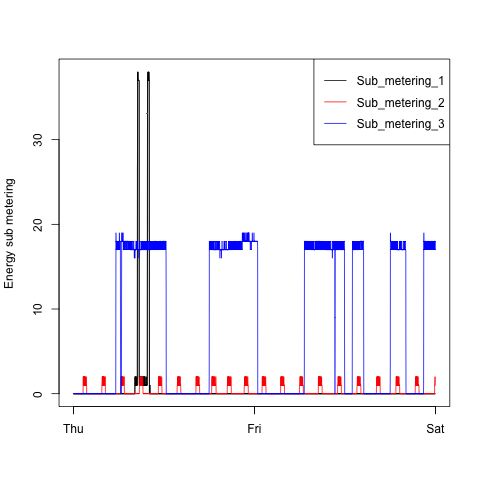 Sub_metering_1
Sub_metering_2
Sub_metering_3
Energy sub metering
30
20
10
0
Thu
Fri
Sat